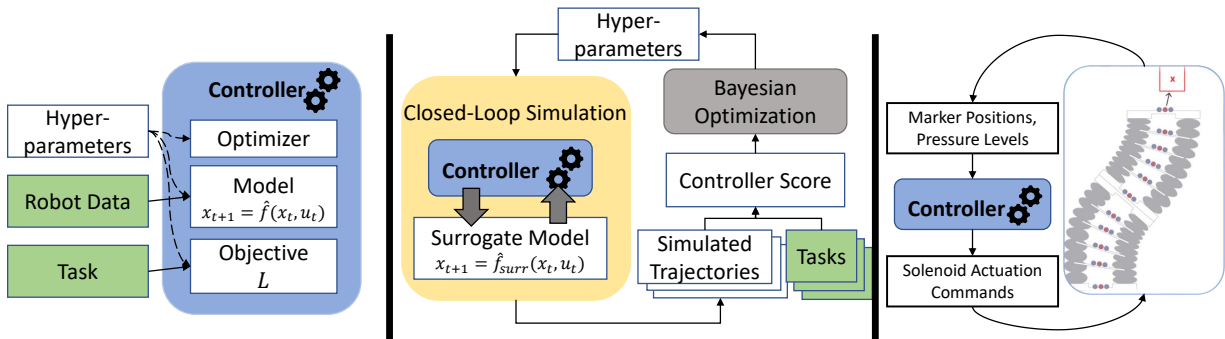 Hyper-
parameters
Robot Data
Task
Controller
Optimizer
Model
$x_{t+1} = \hat{f}(x_t, u_t)$
Objective
$L$
Hyper-
parameters
Closed-Loop Simulation
Controller
Surrogate Model
$x_{t+1} = \hat{f}_{surr}(x_t, u_t)$
Bayesian
Optimization
Controller Score
Simulated
Trajectories
Tasks
Marker Positions,
Pressure Levels
Controller
Solenoid Actuation
Commands
x